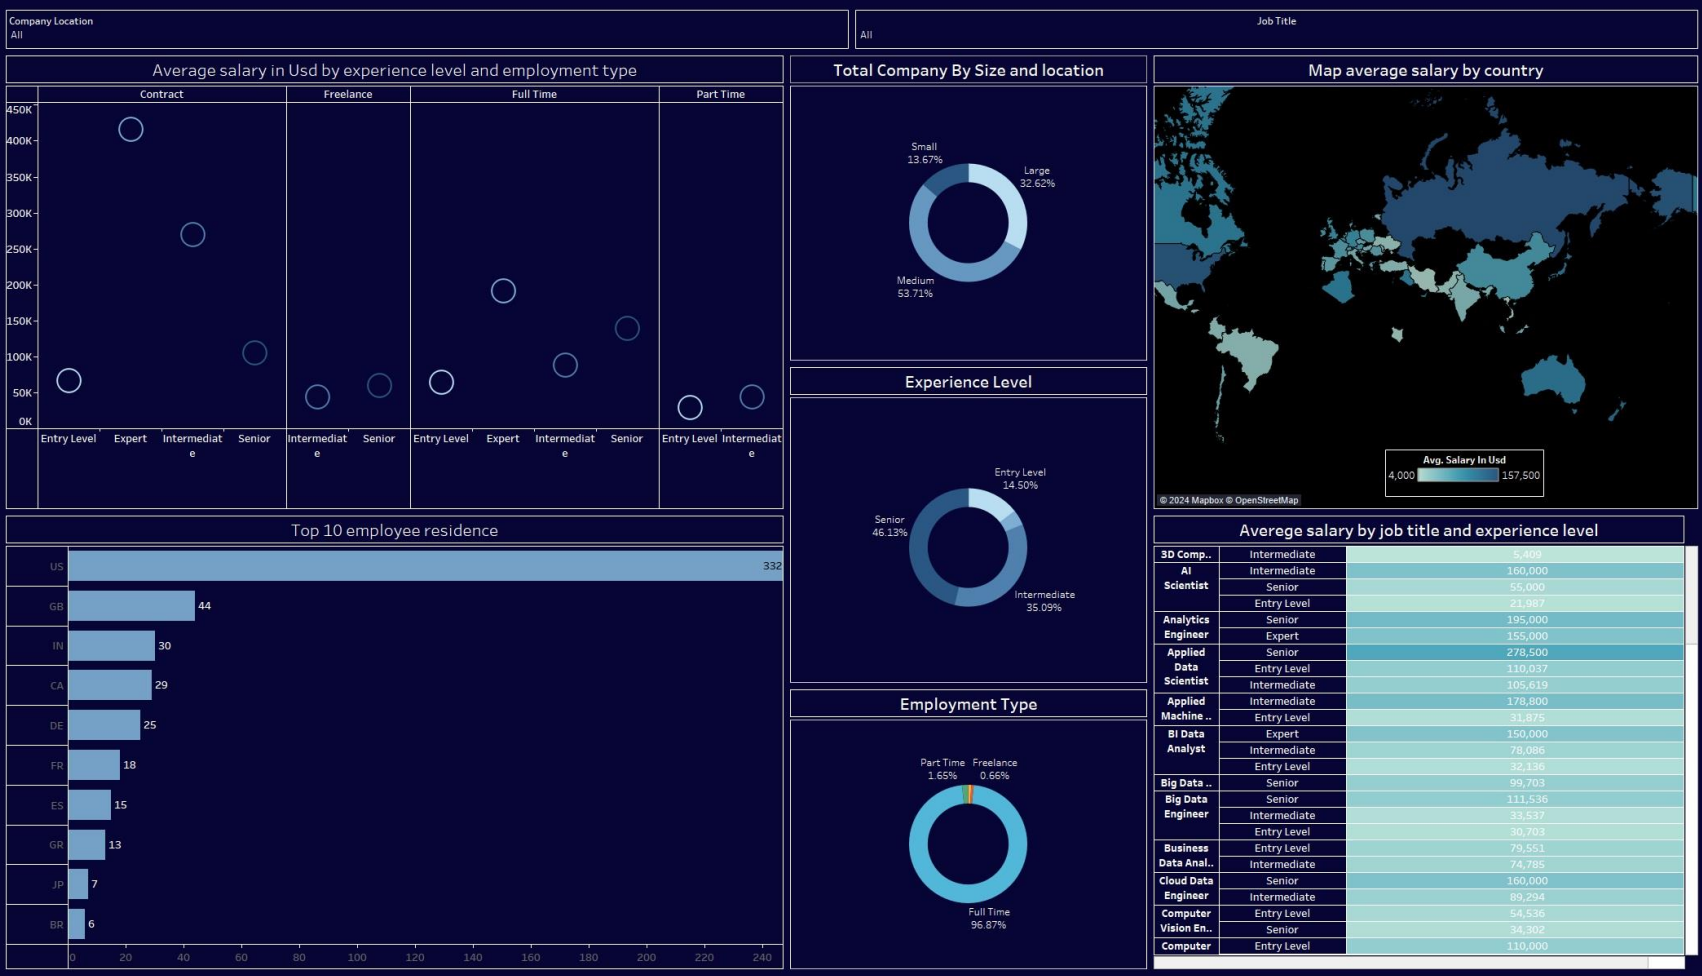 Company Location
All
Job Title
All
Average salary in Usd by experience level and employment type
Contract
Freelance
Full Time
Part Time
450K
400K
350K
300K
250K
200K
150K
100K
50K
0K
Entry Level
Expert
Intermediat
e
Senior
Intermediat
e
Senior
Entry Level
Expert
Intermediat
e
Senior
Entry Level
Intermediat
e
Top 10 employee residence
US
332
GB
44
IN
30
CA
29
DE
25
FR
18
ES
15
GR
13
JP
7
BR
6
0 20 40 60 80 100 120 140 160 180 200 220 240
Total Company By Size and location
Small
13.67%
Large
32.62%
Medium
53.71%
Experience Level
Entry Level
14.50%
Senior
46.13%
Intermediate
35.09%
Employment Type
Part Time
1.65%
Freelance
0.66%
Full Time
96.87%
Map average salary by country
Avg. Salary In Usd
4,000 157,500
© 2024 Mapbox © OpenStreetMap
Averege salary by job title and experience level
3D Comp.. Intermediate 5,409
AI
Scientist
Intermediate 160,000
Senior 55,000
Entry Level 21,987
Analytics
Engineer
Senior 195,000
Expert 155,000
Applied
Data
Scientist
Senior 278,500
Entry Level 110,037
Intermediate 105,619
Applied
Machine ..
Intermediate 178,800
Entry Level 31,875
BI Data
Analyst
Expert 150,000
Intermediate 78,086
Entry Level 32,136
Big Data .. Senior 99,703
Big Data
Engineer
Senior 111,536
Intermediate 33,537
Entry Level 30,703
Business
Data Anal..
Entry Level 79,551
Intermediate 74,785
Cloud Data
Engineer
Senior 160,000
Intermediate 89,294
Computer
Vision En..
Entry Level 54,536
Senior 34,302
Computer Entry Level 110,000